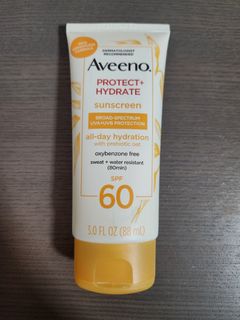 DERMATOLOGIST
RECOMMENDED
Aveeno.
PROTECT+
HYDRATE
sunscreen
BROAD SPECTRUM
UVA+UVB PROTECTION
all-day hydration
with prebiotic oat
oxybenzone free
sweat + water resistant
(80min)
SPF
60
3.0 FL OZ (88 mL)